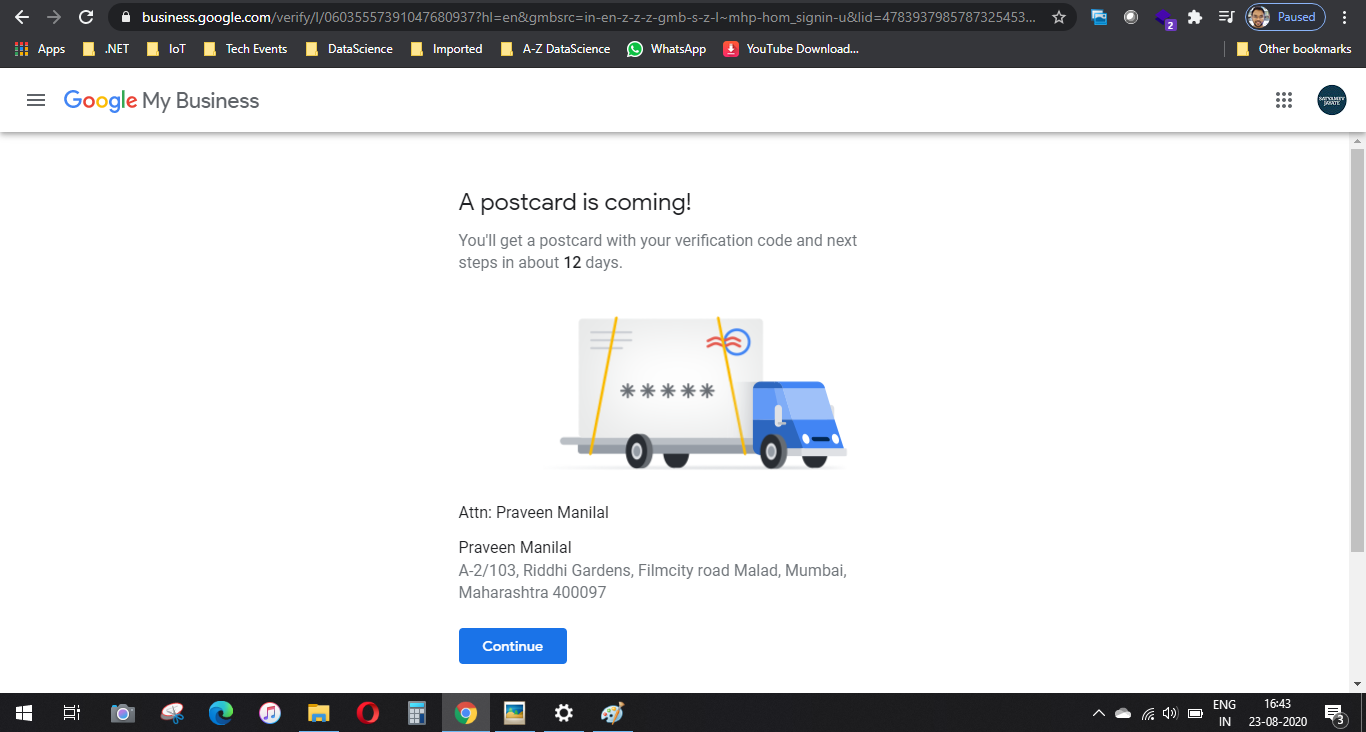 business.google.com/verify/l/06035557391047680937?hl=en&gmbsrc=in-en-z-z-z-gmb-s-z-l~mhp-hom_signin-u&lid=4783937985787325453...
2
Paused
Apps
.NET
IoT
Tech Events
DataScience
Imported
A-Z DataScience
WhatsApp
YouTube Download...
Other bookmarks
Google My Business
SATYAMEV
JAYATE
A postcard is coming!
You'll get a postcard with your verification code and next
steps in about 12 days.
*****
Attn: Praveen Manilal
Praveen Manilal
A-2/103, Riddhi Gardens, Filmcity road Malad, Mumbai,
Maharashtra 400097
Continue
ENG
IN
16:43
23-08-2020
3